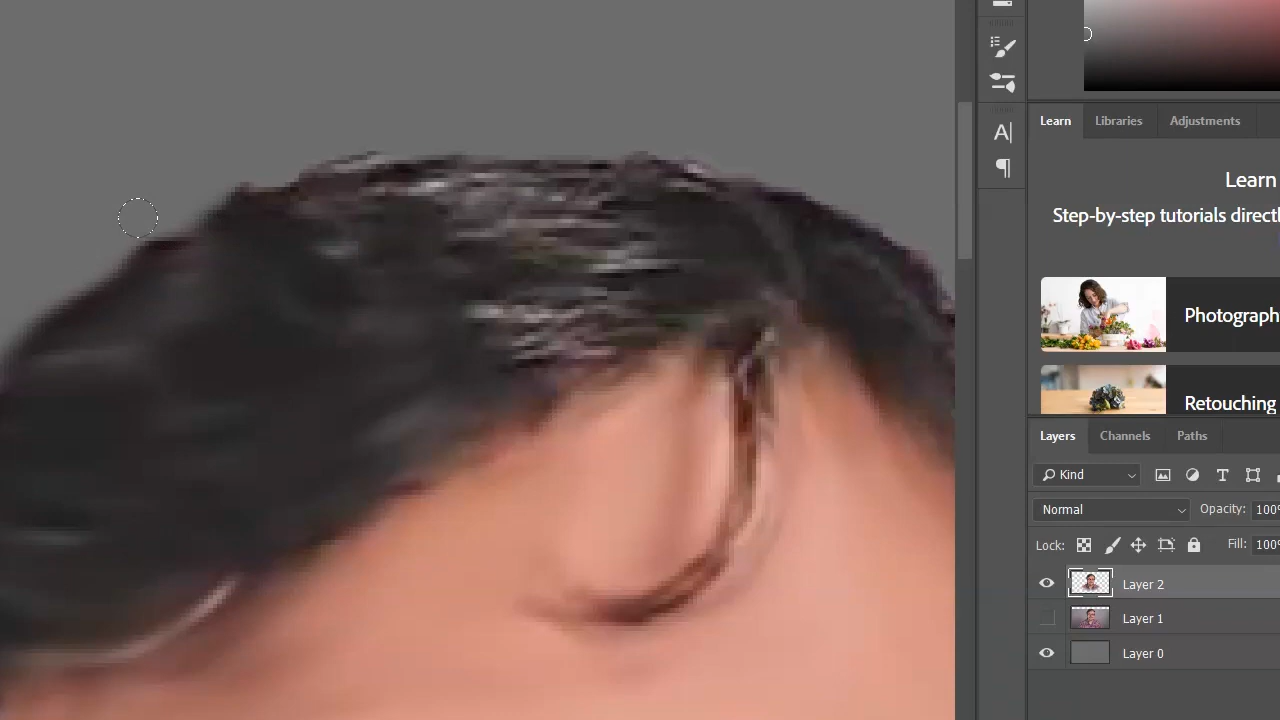 Learn Libraries Adjustments
Learn
Step-by-step tutorials direct
Photograph
Retouching
Layers Channels Paths
Kind
Normal Opacity: 100%
Lock: Fill: 100
Layer 2
Layer 1
Layer 0